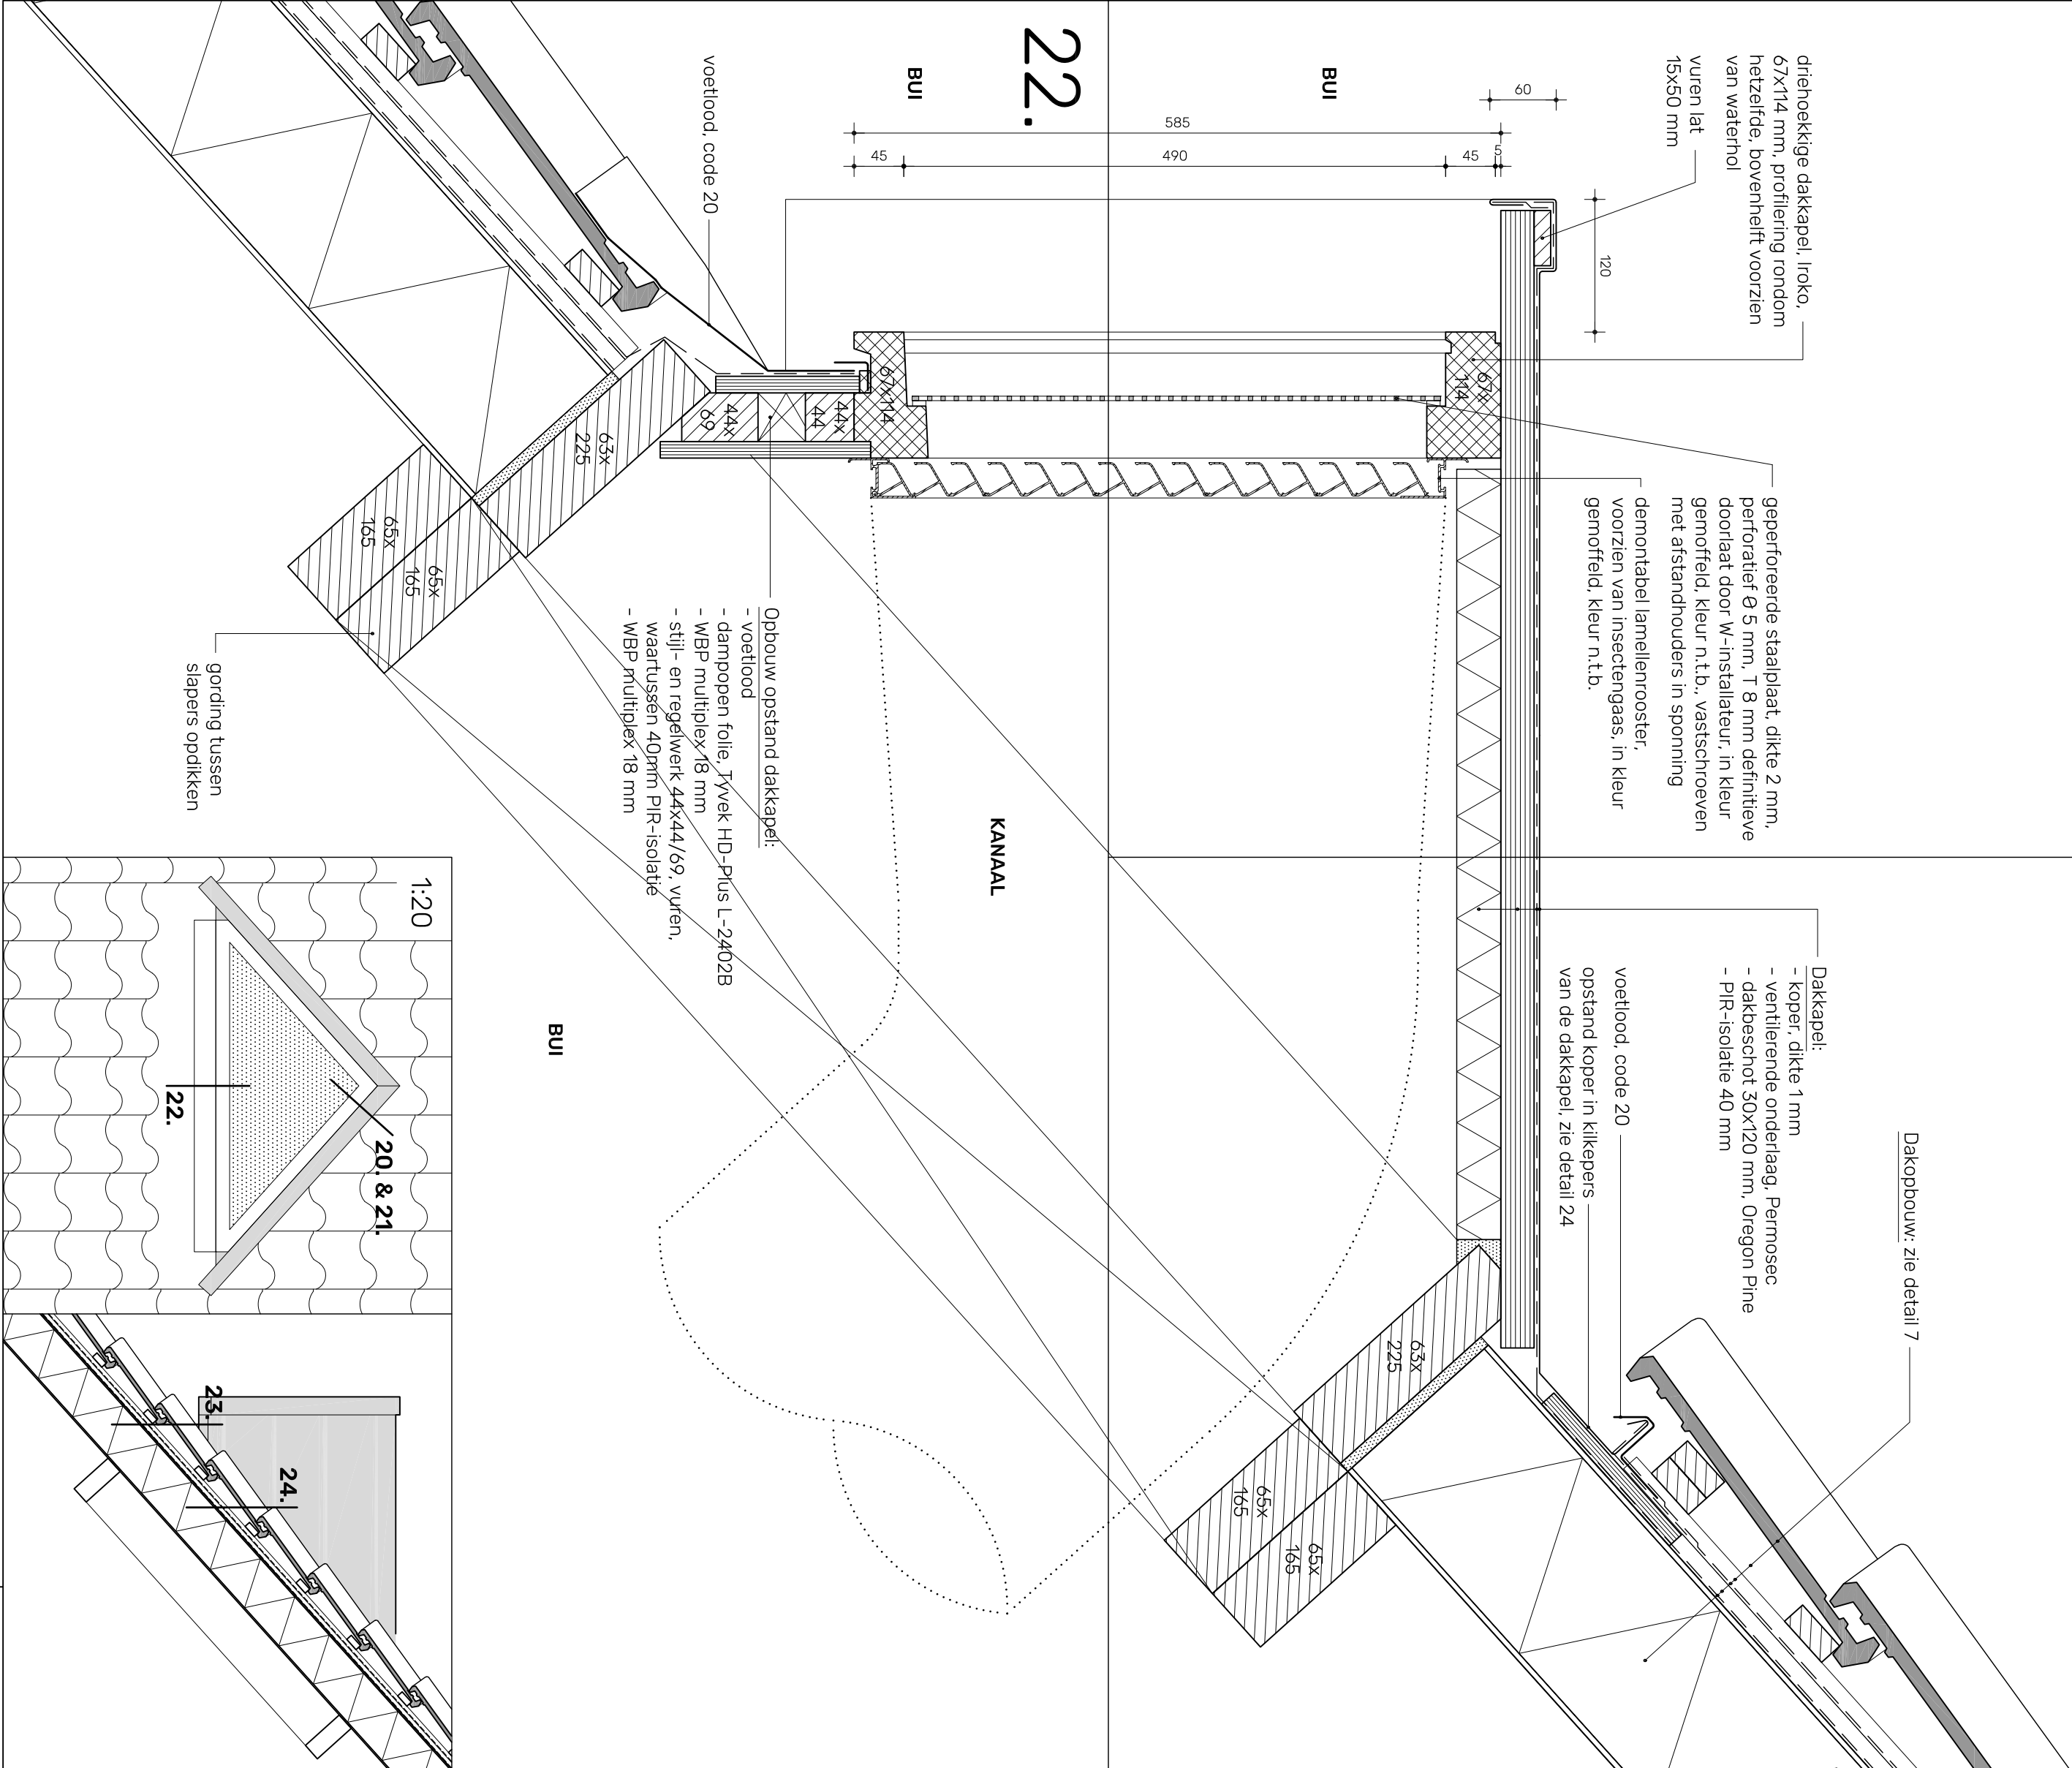 driehoekkige dakkapel, Iroko,
67x114 mm, profilering rondom
hetzelfde, bovenhelft voorzien
van waterhol
vuren lat
15x50 mm
geperforeerde staalplaat, dikte 2 mm,
perforatief Ø 5 mm, T 8 mm definitieve
doorlaat door W-installateur, in kleur
gemoffeld, kleur n.t.b., vastschroeven
met afstandhouders in sponning
demontabel lamellenrooster,
voorzien van insectengaas, in kleur
gemoffeld, kleur n.t.b.
Dakopbouw: zie detail 7
Dakkapel:
- koper, dikte 1 mm
- ventilerende onderlaag, Permosec
- dakbeschot 30x120 mm, Oregon Pine
- PIR-isolatie 40 mm
voetlood, code 20
opstand koper in kilkepers
van de dakkapel, zie detail 24
60
120
585
45
490
45
5
BUI
22.
BUI
67x
114
67x114
44x
44
44x
69
63x
225
65x
165
65x
165
63x
225
65x
165
65x
165
KANAAL
voetlood, code 20
Opbouw opstand dakkapel:
- voetlood
- dampopen folie, Tyvek HD-Plus L-2402B
- WBP multiplex 18 mm
- stijl- en regelwerk 44x44/69, vuren,
waartussen 40mm PIR-isolatie
- WBP multiplex 18 mm
BUI
gording tussen
slapers opdikken
1:20
20. & 21.
22.
23.
24.